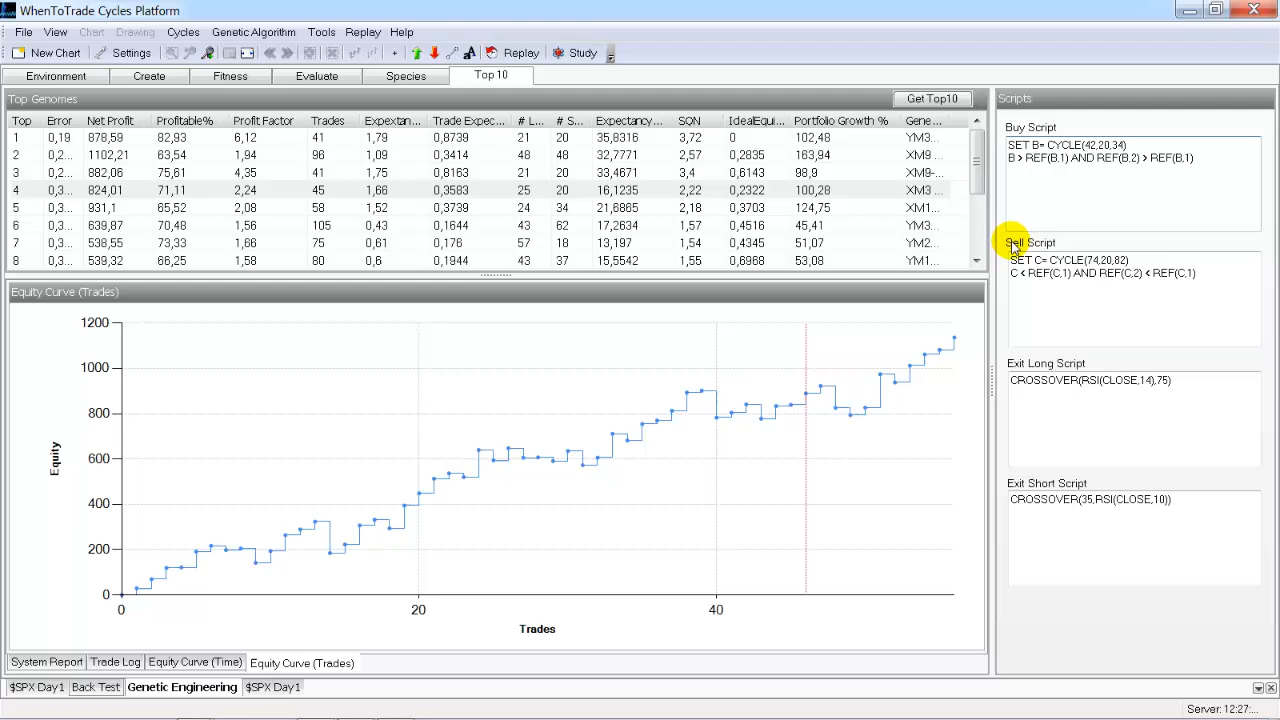 WhenToTrade Cycles Platform
File View Chart Drawing Cycles Genetic Algorithm Tools Replay Help
New Chart Settings Replay Study
Environment Create Fitness Evaluate Species Top 10
Top Genomes Get Top10
Top Error Net Profit Profitable% Profit Factor Trades Expextan... Trade Expec... # L... # S... Expectancy... SQN IdealEqui... Portfolio Growth % Gene...
1 0,19 878,59 82,93 6,12 41 1,79 0,8739 21 20 35,8316 3,72 0 102,48 YM3...
2 0,2... 1102,21 63,54 1,94 96 1,09 0,3414 48 48 32,7771 2,57 0,2835 163,94 XM9 ...
3 0,2... 882,06 75,61 4,35 41 1,75 0,8163 21 20 33,4671 3,4 0,6143 98,9 XM9-...
4 0,3... 824,01 71,11 2,24 45 1,66 0,3583 25 20 16,1235 2,22 0,2322 100,28 XM3 ...
5 0,3... 931,1 65,52 2,08 58 1,52 0,3739 24 34 21,6865 2,18 0,3703 124,75 XM1...
6 0,3... 639,87 70,48 1,56 105 0,43 0,1644 43 62 17,2634 1,57 0,4516 45,41 YM3...
7 0,3... 538,55 73,33 1,66 75 0,61 0,176 57 18 13,197 1,54 0,4345 51,07 YM2...
8 0,3... 539,32 66,25 1,58 80 0,6 0,1944 43 37 15,5542 1,55 0,6968 53,08 YM1...
Equity Curve (Trades)
1200
1000
800
600
400
200
0
Equity
0 20 40
Trades
System Report Trade Log Equity Curve (Time) Equity Curve (Trades)
Scripts
Buy Script
SET B= CYCLE(42,20,34)
B > REF(B,1) AND REF(B,2) > REF(B,1)
Sell Script
SET C= CYCLE(74,20,82)
C < REF(C,1) AND REF(C,2) < REF(C,1)
Exit Long Script
CROSSOVER(RSI(CLOSE,14),75)
Exit Short Script
CROSSOVER(35,RSI(CLOSE,10))
$SPX Day1 Back Test Genetic Engineering $SPX Day1
Server: 12:27:...